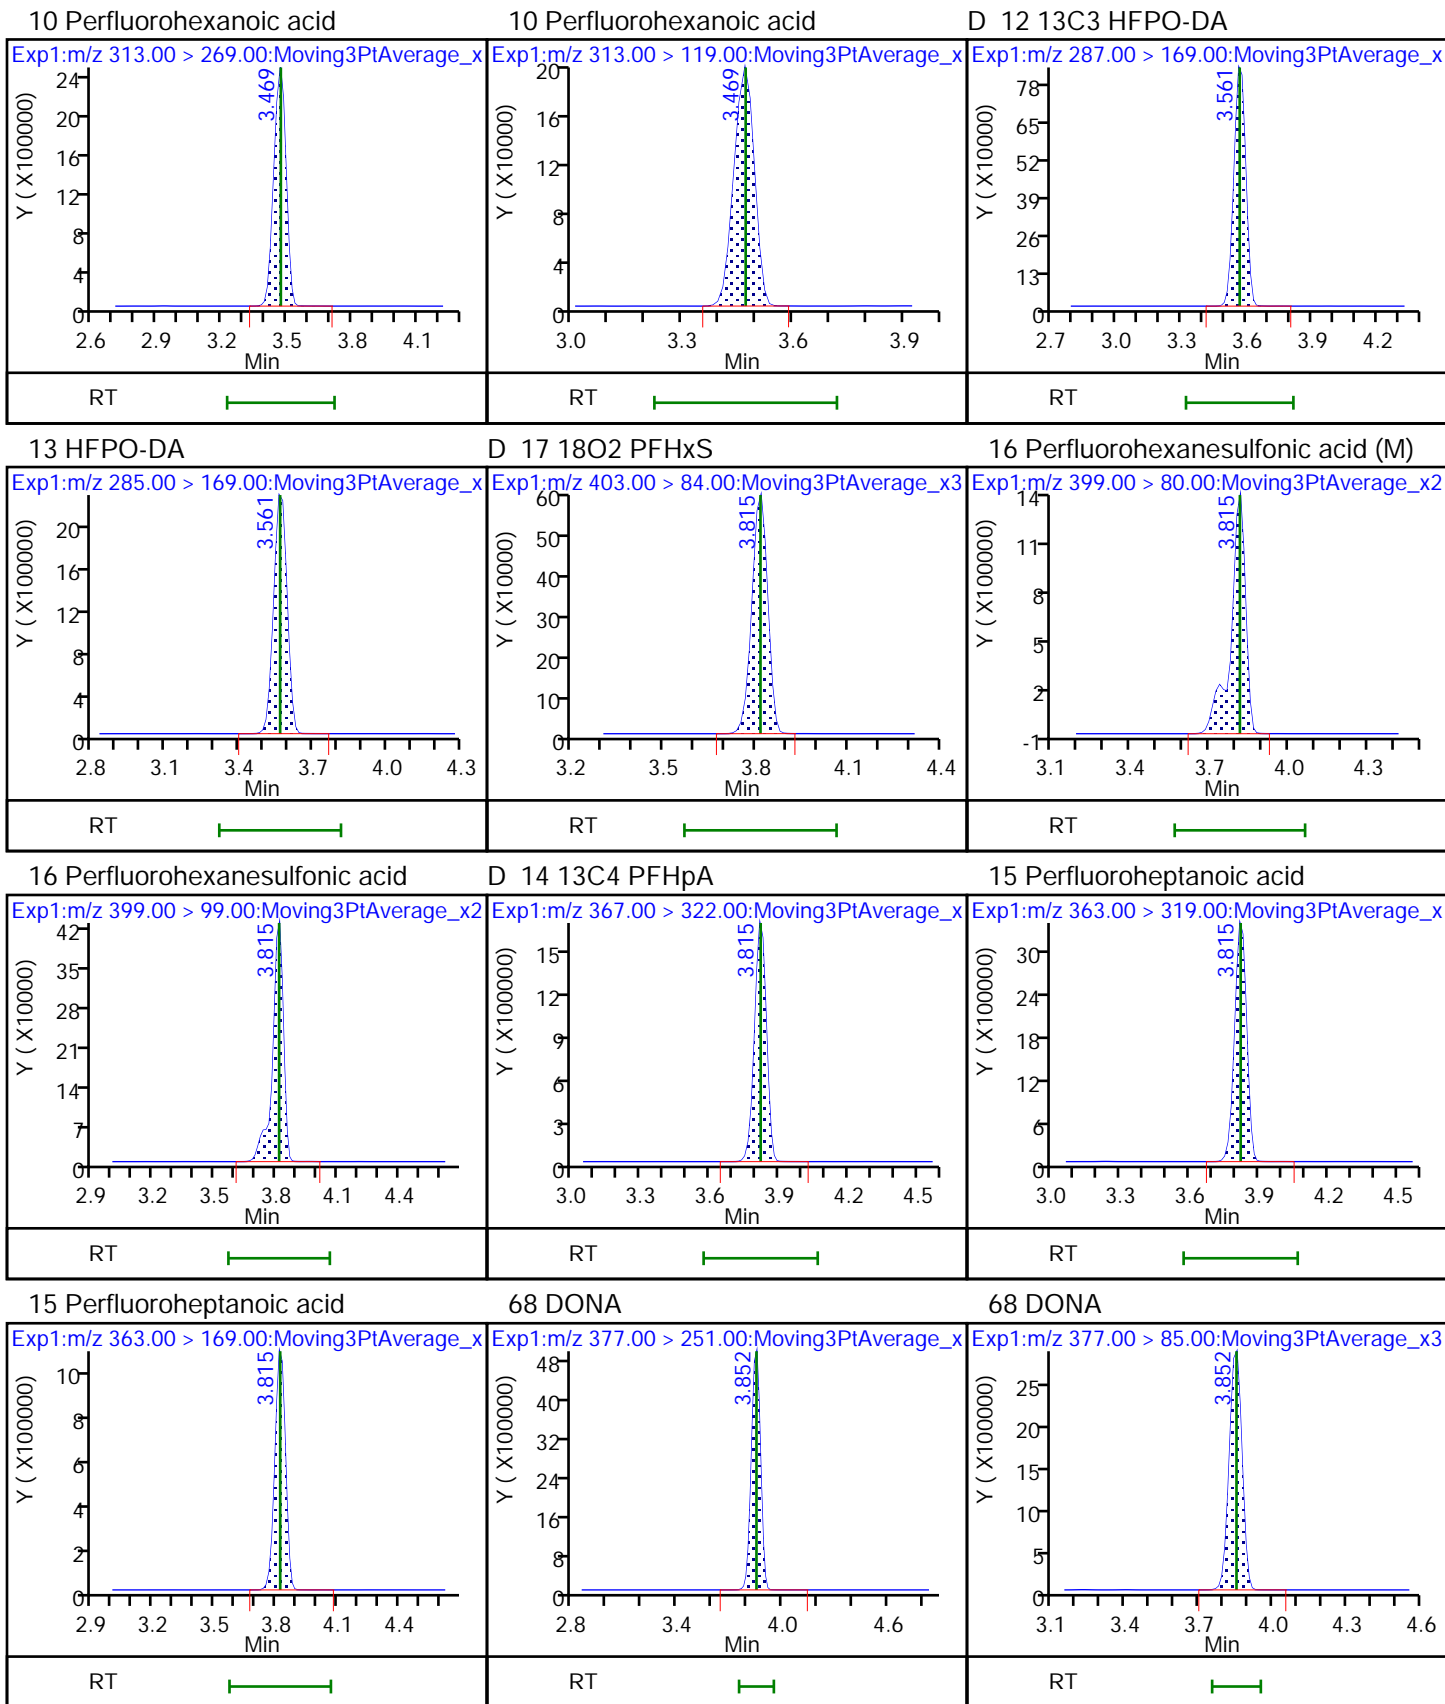 10 Perfluorohexanoic acid
Exp1:m/z 313.00 > 269.00:Moving3PtAverage_x
Y ( X100000)
24
20
16
12
8
4
0
3.469
2.6 2.9 3.2 3.5 3.8 4.1
Min
RT
10 Perfluorohexanoic acid
Exp1:m/z 313.00 > 119.00:Moving3PtAverage_x
Y ( X10000)
20
16
12
8
4
0
3.469
3.0 3.3 3.6 3.9
Min
RT
D 12 13C3 HFPO-DA
Exp1:m/z 287.00 > 169.00:Moving3PtAverage_x
Y ( X10000)
78
65
52
39
26
13
0
3.561
2.7 3.0 3.3 3.6 3.9 4.2
Min
RT
13 HFPO-DA
Exp1:m/z 285.00 > 169.00:Moving3PtAverage_x
Y ( X100000)
20
16
12
8
4
0
3.561
2.8 3.1 3.4 3.7 4.0 4.3
Min
RT
D 17 18O2 PFHxS
Exp1:m/z 403.00 > 84.00:Moving3PtAverage_x3
Y ( X10000)
60
50
40
30
20
10
0
3.815
3.2 3.5 3.8 4.1 4.4
Min
RT
16 Perfluorohexanesulfonic acid (M)
Exp1:m/z 399.00 > 80.00:Moving3PtAverage_x2
Y ( X100000)
14
11
8
5
2
-1
3.815
3.1 3.4 3.7 4.0 4.3
Min
RT
16 Perfluorohexanesulfonic acid
Exp1:m/z 399.00 > 99.00:Moving3PtAverage_x2
Y ( X10000)
42
35
28
21
14
7
0
3.815
2.9 3.2 3.5 3.8 4.1 4.4
Min
RT
D 14 13C4 PFHpA
Exp1:m/z 367.00 > 322.00:Moving3PtAverage_x
Y ( X100000)
15
12
9
6
3
0
3.815
3.0 3.3 3.6 3.9 4.2 4.5
Min
RT
15 Perfluoroheptanoic acid
Exp1:m/z 363.00 > 319.00:Moving3PtAverage_x
Y ( X100000)
30
24
18
12
6
0
3.815
3.0 3.3 3.6 3.9 4.2 4.5
Min
RT
15 Perfluoroheptanoic acid
Exp1:m/z 363.00 > 169.00:Moving3PtAverage_x
Y ( X100000)
10
8
6
4
2
0
3.815
2.9 3.2 3.5 3.8 4.1 4.4
Min
RT
68 DONA
Exp1:m/z 377.00 > 251.00:Moving3PtAverage_x
Y ( X100000)
48
40
32
24
16
8
0
3.852
2.8 3.4 4.0 4.6
Min
RT
68 DONA
Exp1:m/z 377.00 > 85.00:Moving3PtAverage_x3
Y ( X100000)
25
20
15
10
5
0
3.852
3.1 3.4 3.7 4.0 4.3 4.6
Min
RT